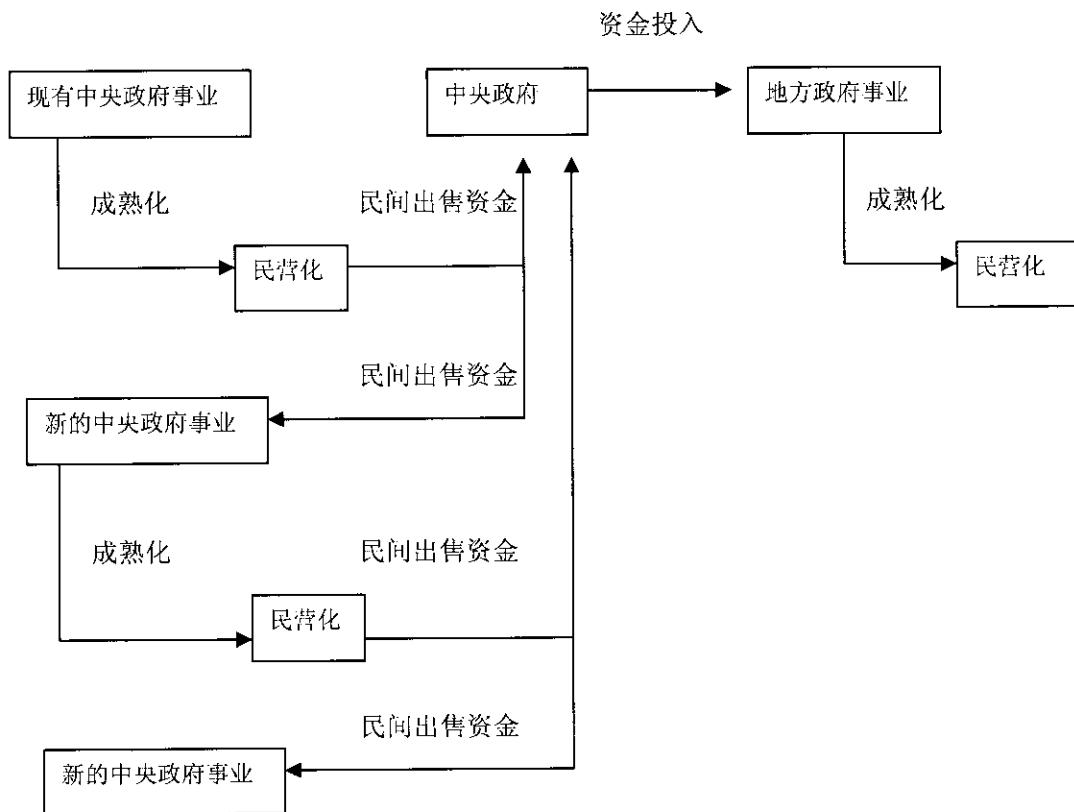 资金投入
现有中央政府事业
中央政府
地方政府事业
成熟化
民间出售资金
成熟化
民营化
民营化
民间出售资金
新的中央政府事业
成熟化
民间出售资金
民营化
民间出售资金
新的中央政府事业